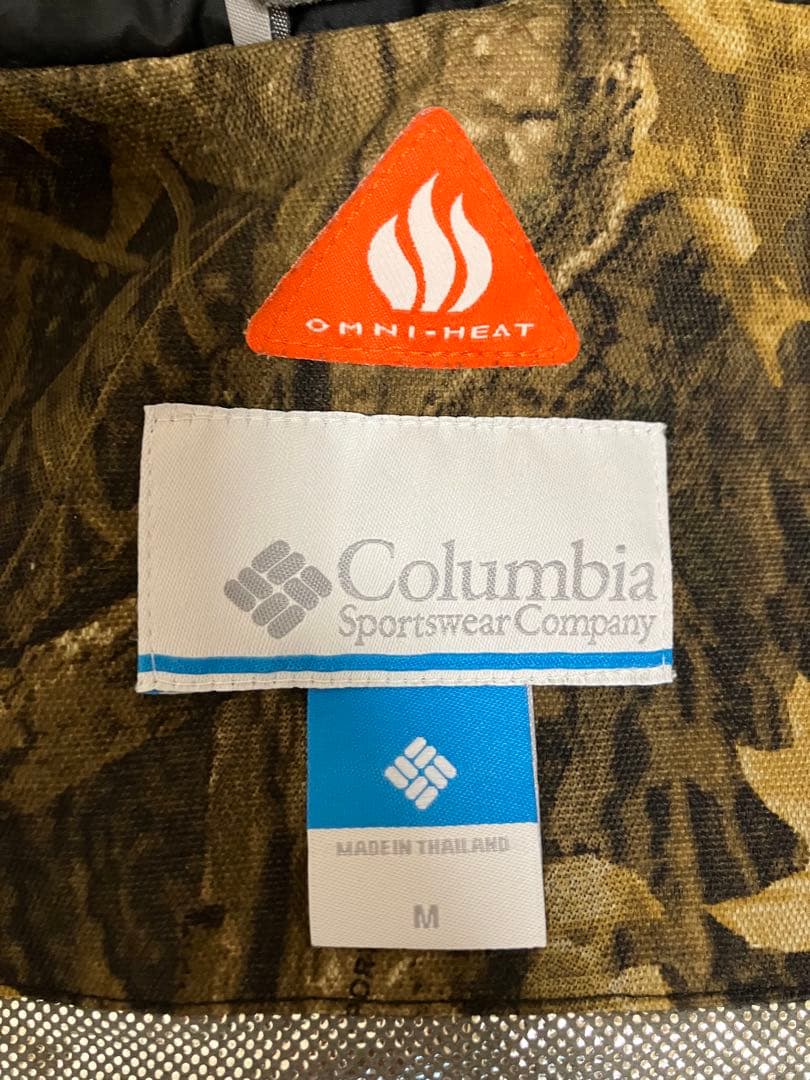 OMNI-HEAT
Columbia
Sportswear Company
MADE IN THAILAND
M